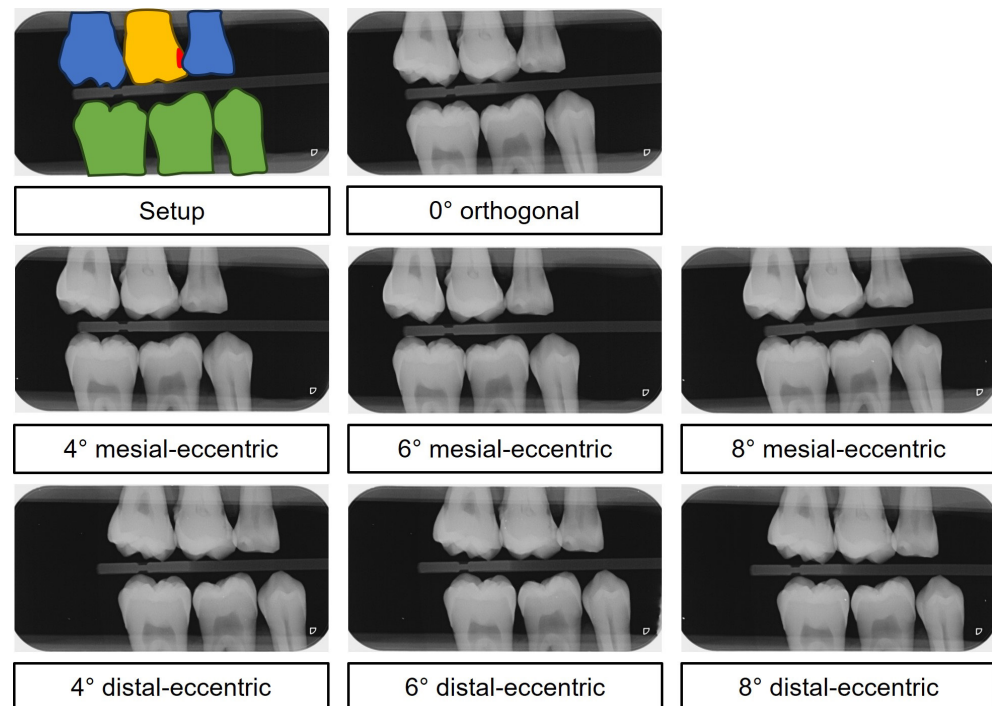 Setup
0° orthogonal
4° mesial-eccentric
6° mesial-eccentric
8° mesial-eccentric
4° distal-eccentric
6° distal-eccentric
8° distal-eccentric